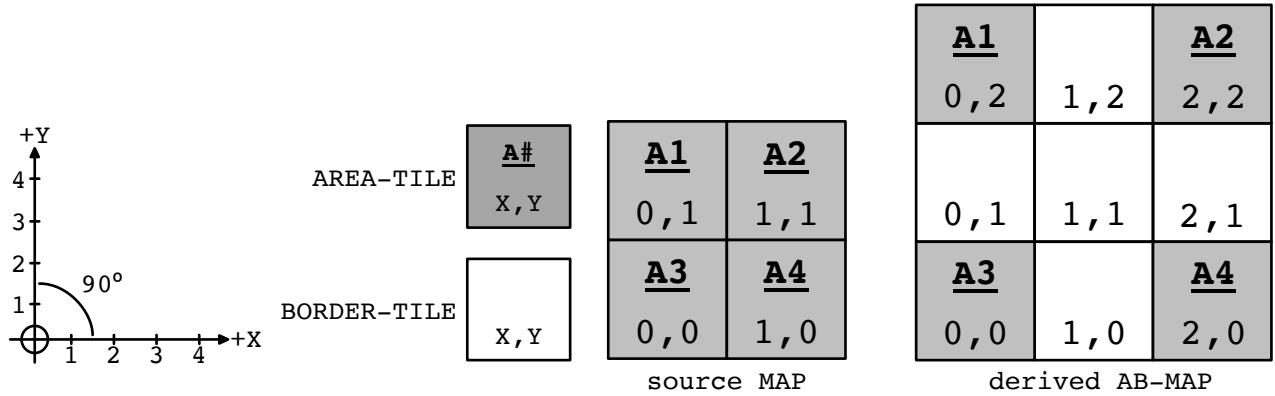 +Y
4
3
2
1
90°
1 2 3 4 +X
AREA-TILE
A#
X,Y
BORDER-TILE
X,Y
A1 A2
0,1 1,1
A3 A4
0,0 1,0
source MAP
A1 A2
0,2 1,2 2,2
0,1 1,1 2,1
A3 A4
0,0 1,0 2,0
derived AB-MAP